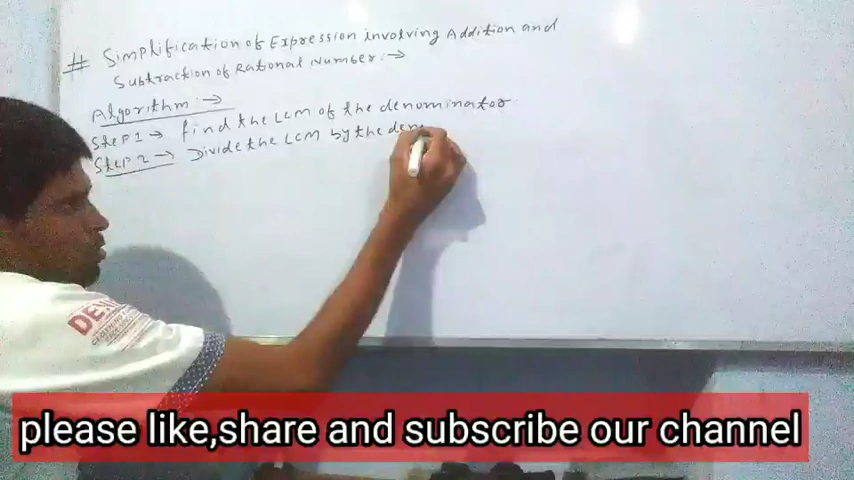 # Simplification of Expression involving Addition and
Subtraction of Rational Number:→
Algorithm:→
Step 1 → find the LCM of the denominator
Step 2 → Divide the LCM by the den
please like,share and subscribe our channel